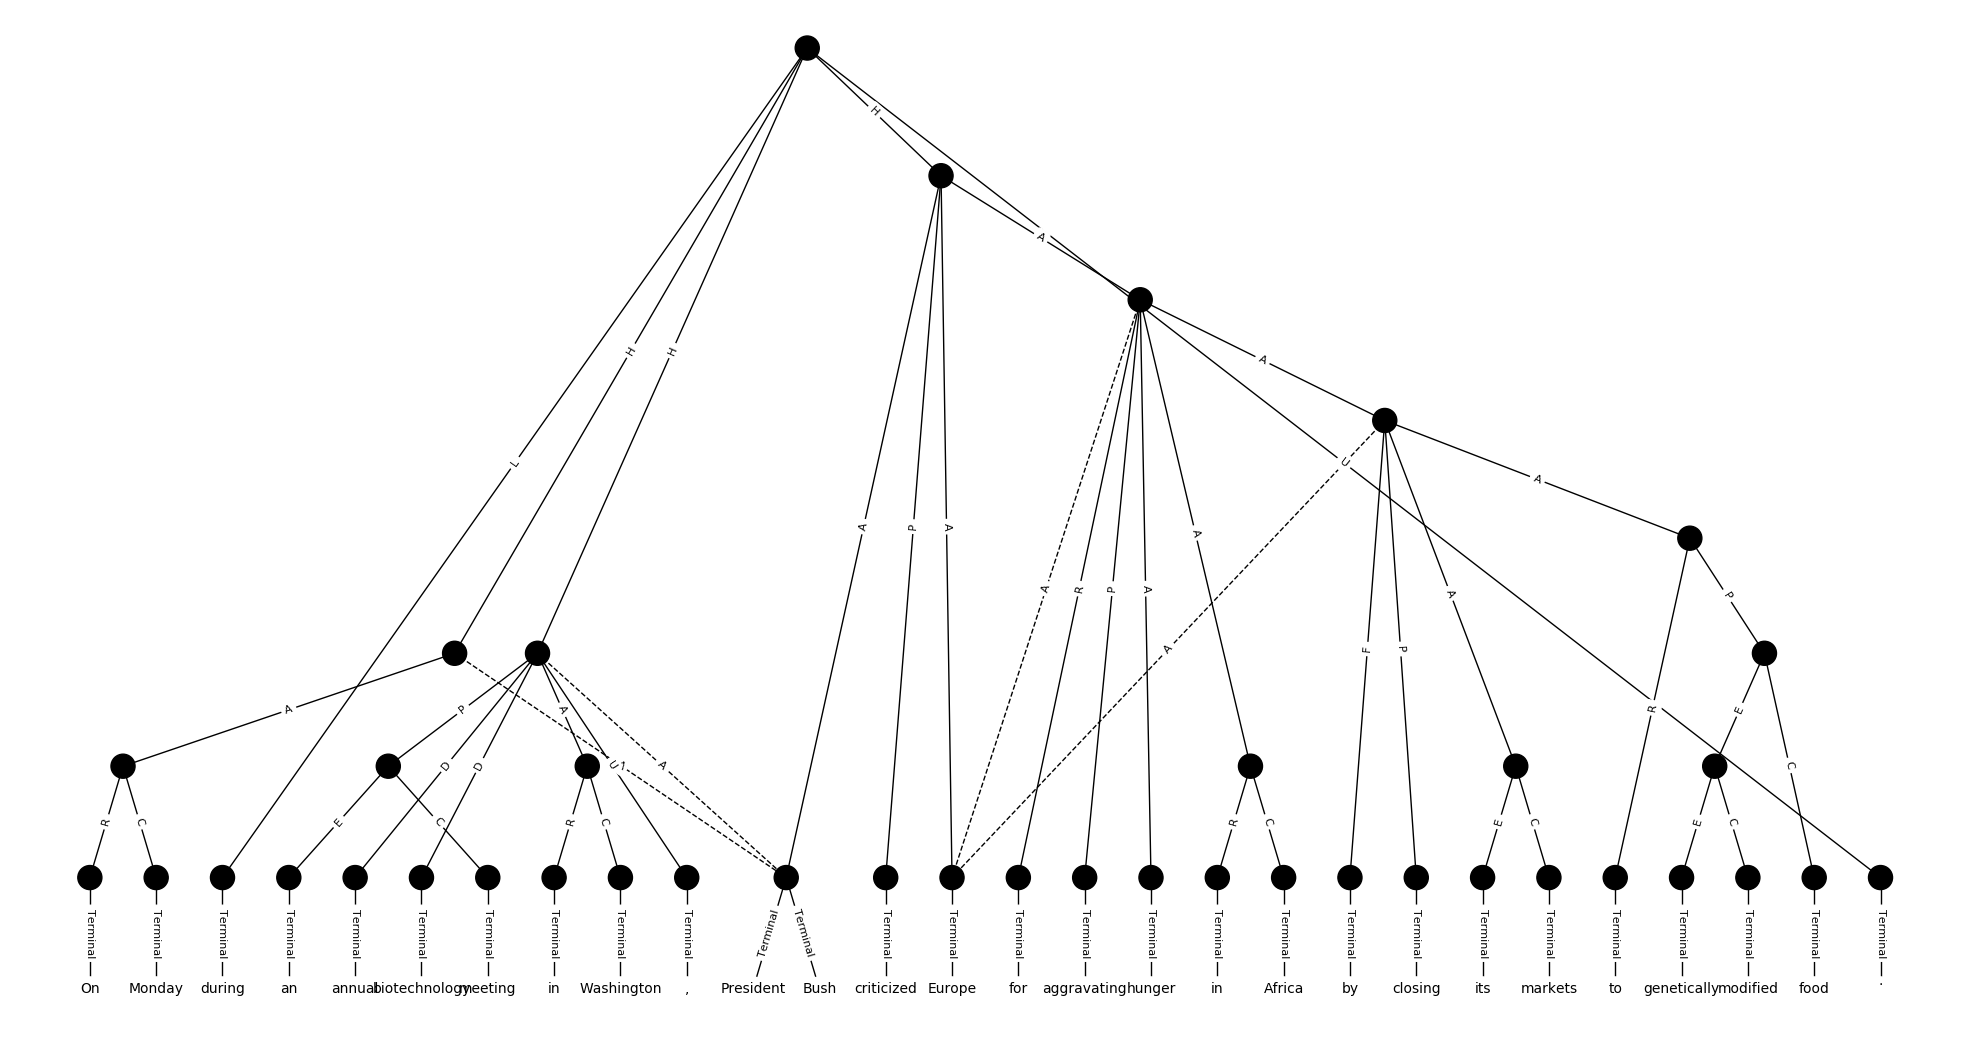 H
A
H
H
A
L
U
A
A
P
A
A
R
P
A
A
A
F
P
A
P
R
A
P
A
E
D
D
A
C
R
C
E
C
R
C
R
C
E
C
E
C
Terminal Terminal Terminal Terminal Terminal Terminal Terminal Terminal Terminal Terminal Terminal Terminal Terminal Terminal Terminal Terminal Terminal Terminal Terminal Terminal Terminal Terminal Terminal Terminal Terminal Terminal Terminal Terminal
On Monday during an annual biotechnology meeting in Washington , President Bush criticized Europe for aggravating hunger in Africa by closing its markets to genetically modified food .